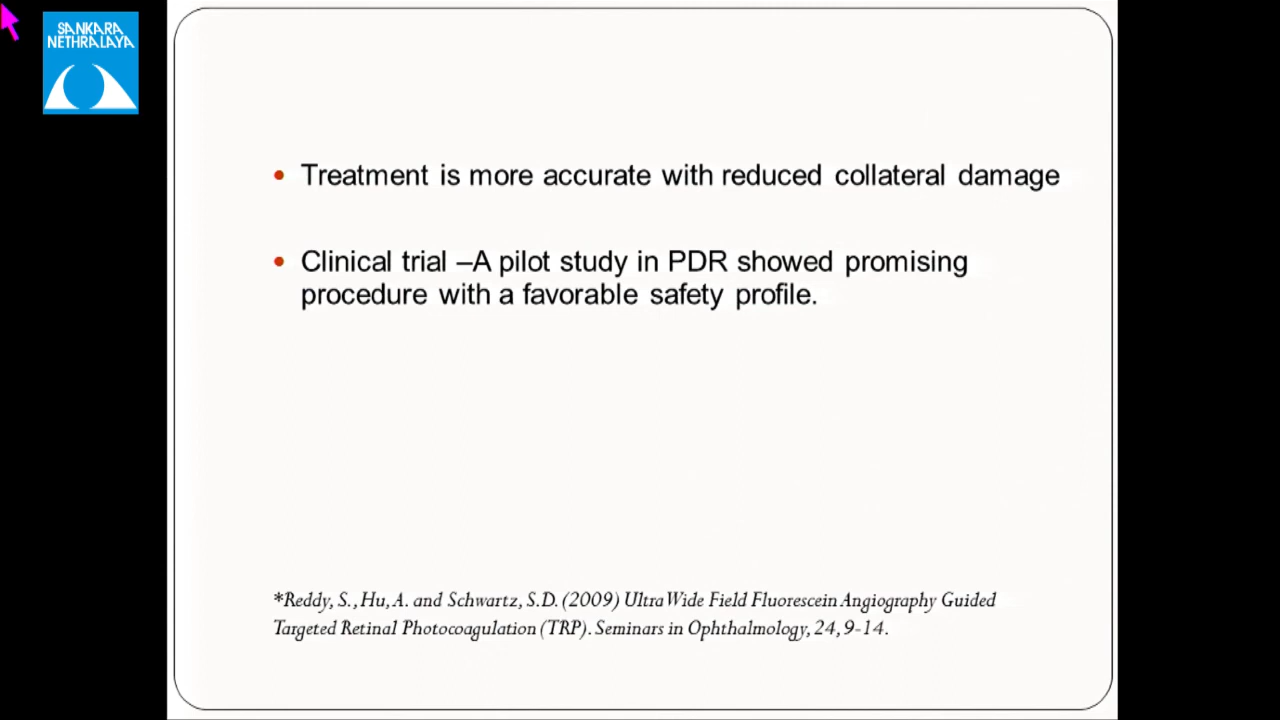 SANKARA
NETHRALAYA
• Treatment is more accurate with reduced collateral damage
• Clinical trial –A pilot study in PDR showed promising
procedure with a favorable safety profile.
*Reddy, S., Hu, A. and Schwartz, S.D. (2009) Ultra Wide Field Fluorescein Angiography Guided
Targeted Retinal Photocoagulation (TRP). Seminars in Ophthalmology, 24, 9-14.